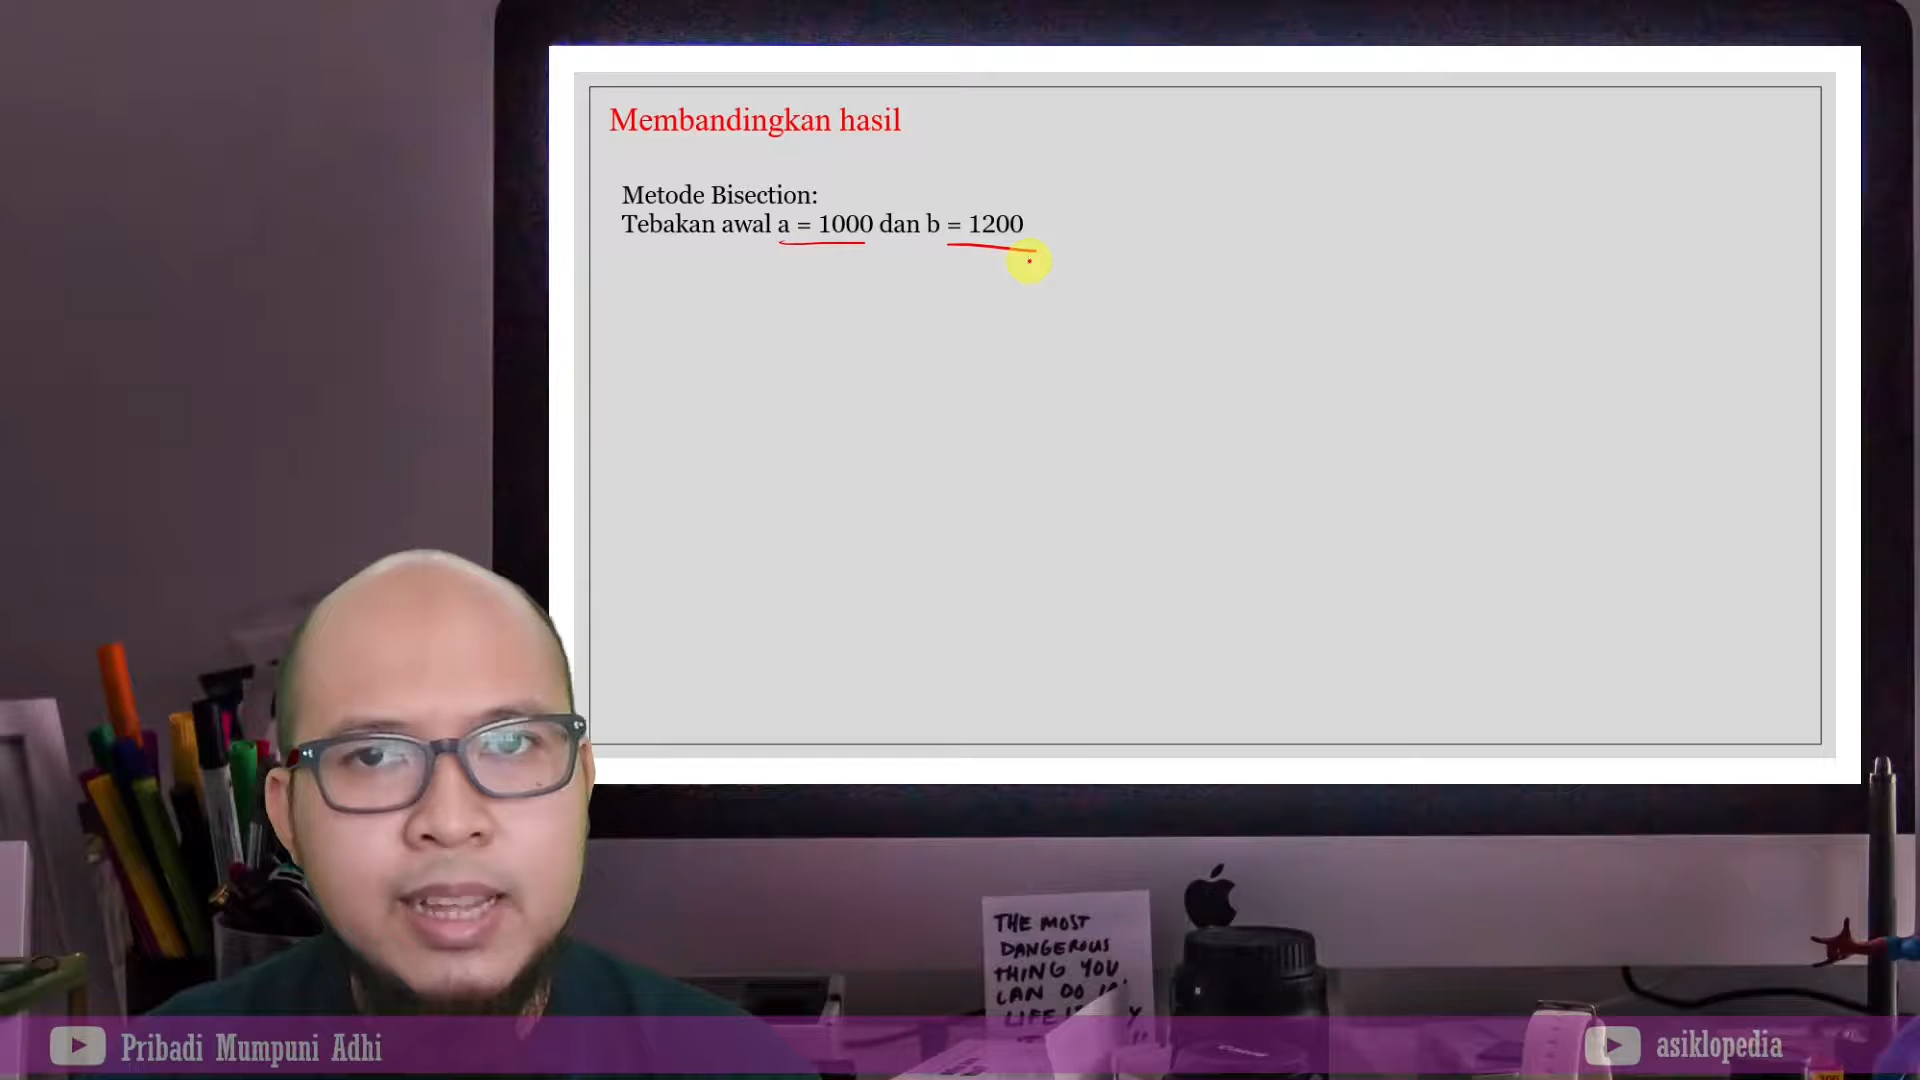 Membandingkan hasil
Metode Bisection:
Tebakan awal a = 1000 dan b = 1200
THE MOST
DANGEROUS
THING YOU
CAN DO
LIFE
Pribadi Mumpuni Adhi
asiklopedia